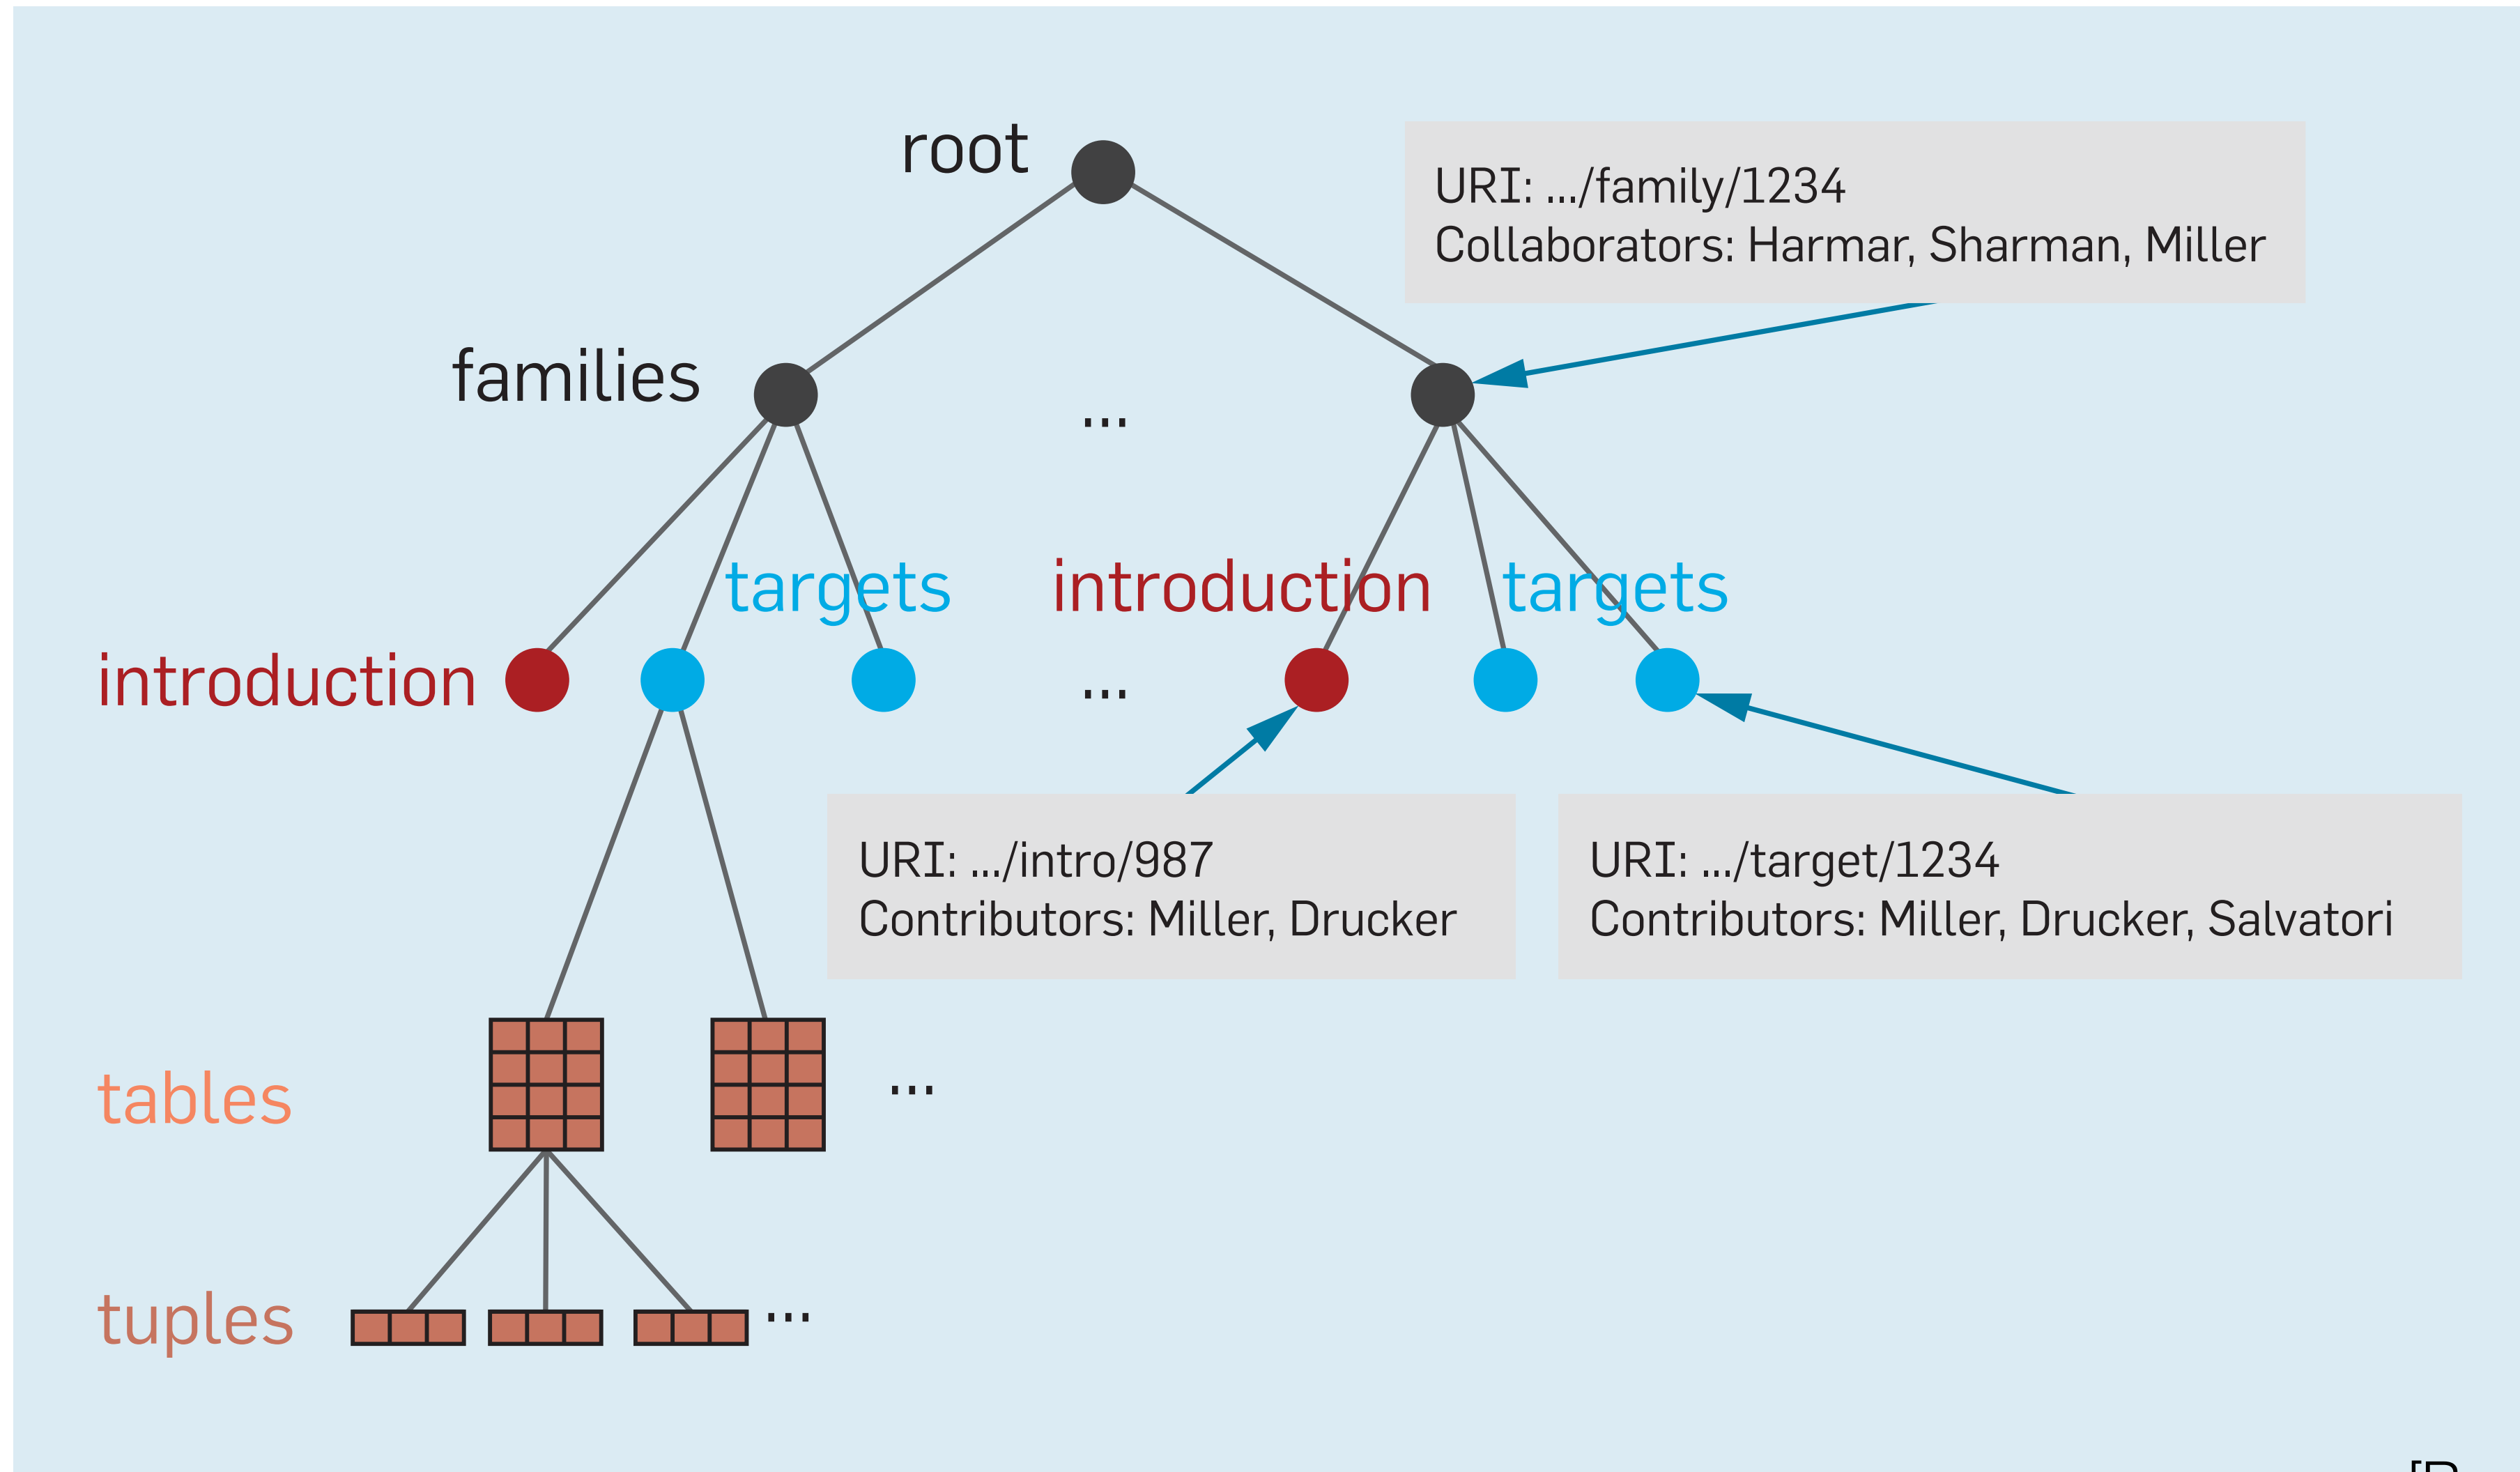 root
URI: .../family/1234
Collaborators: Harmar, Sharman, Miller
families
...
targets
introduction
targets
introduction
...
URI: .../intro/987
Contributors: Miller, Drucker
URI: .../target/1234
Contributors: Miller, Drucker, Salvatori
tables
...
tuples
...